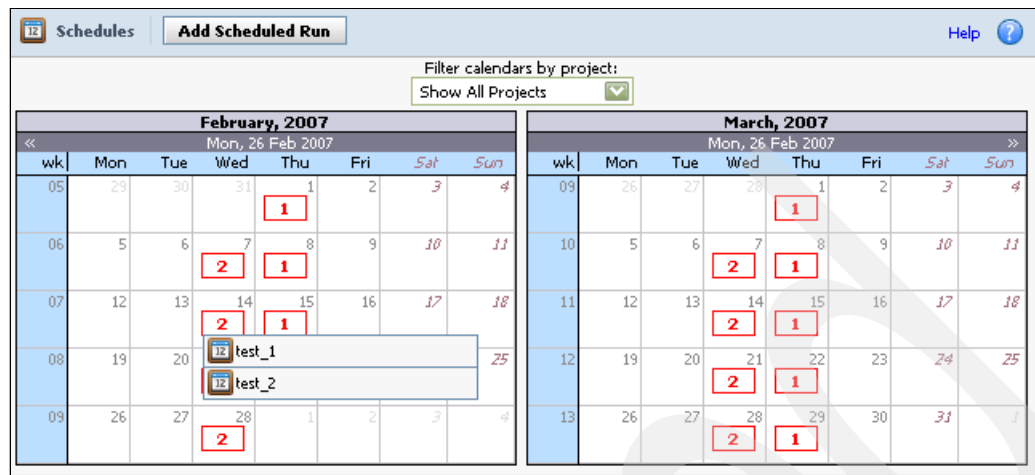 12 Schedules Add Scheduled Run Help ?
Filter calendars by project:
Show All Projects
February, 2007
« Mon, 26 Feb 2007
wk Mon Tue Wed Thu Fri Sat Sun
05 29 30 31 1 2 3 4
1
06 5 6 7 8 9 10 11
2 1
07 12 13 14 15 16 17 18
2 1
12 test_1
08 19 20 25
12 test_2
09 26 27 28 1 2 3 4
2
March, 2007
Mon, 26 Feb 2007 »
wk Mon Tue Wed Thu Fri Sat Sun
09 26 27 28 1 2 3 4
1
10 5 6 7 8 9 10 11
2 1
11 12 13 14 15 16 17 18
2 1
12 19 20 21 22 23 24 25
2 1
13 26 27 28 29 30 31 1
2 1